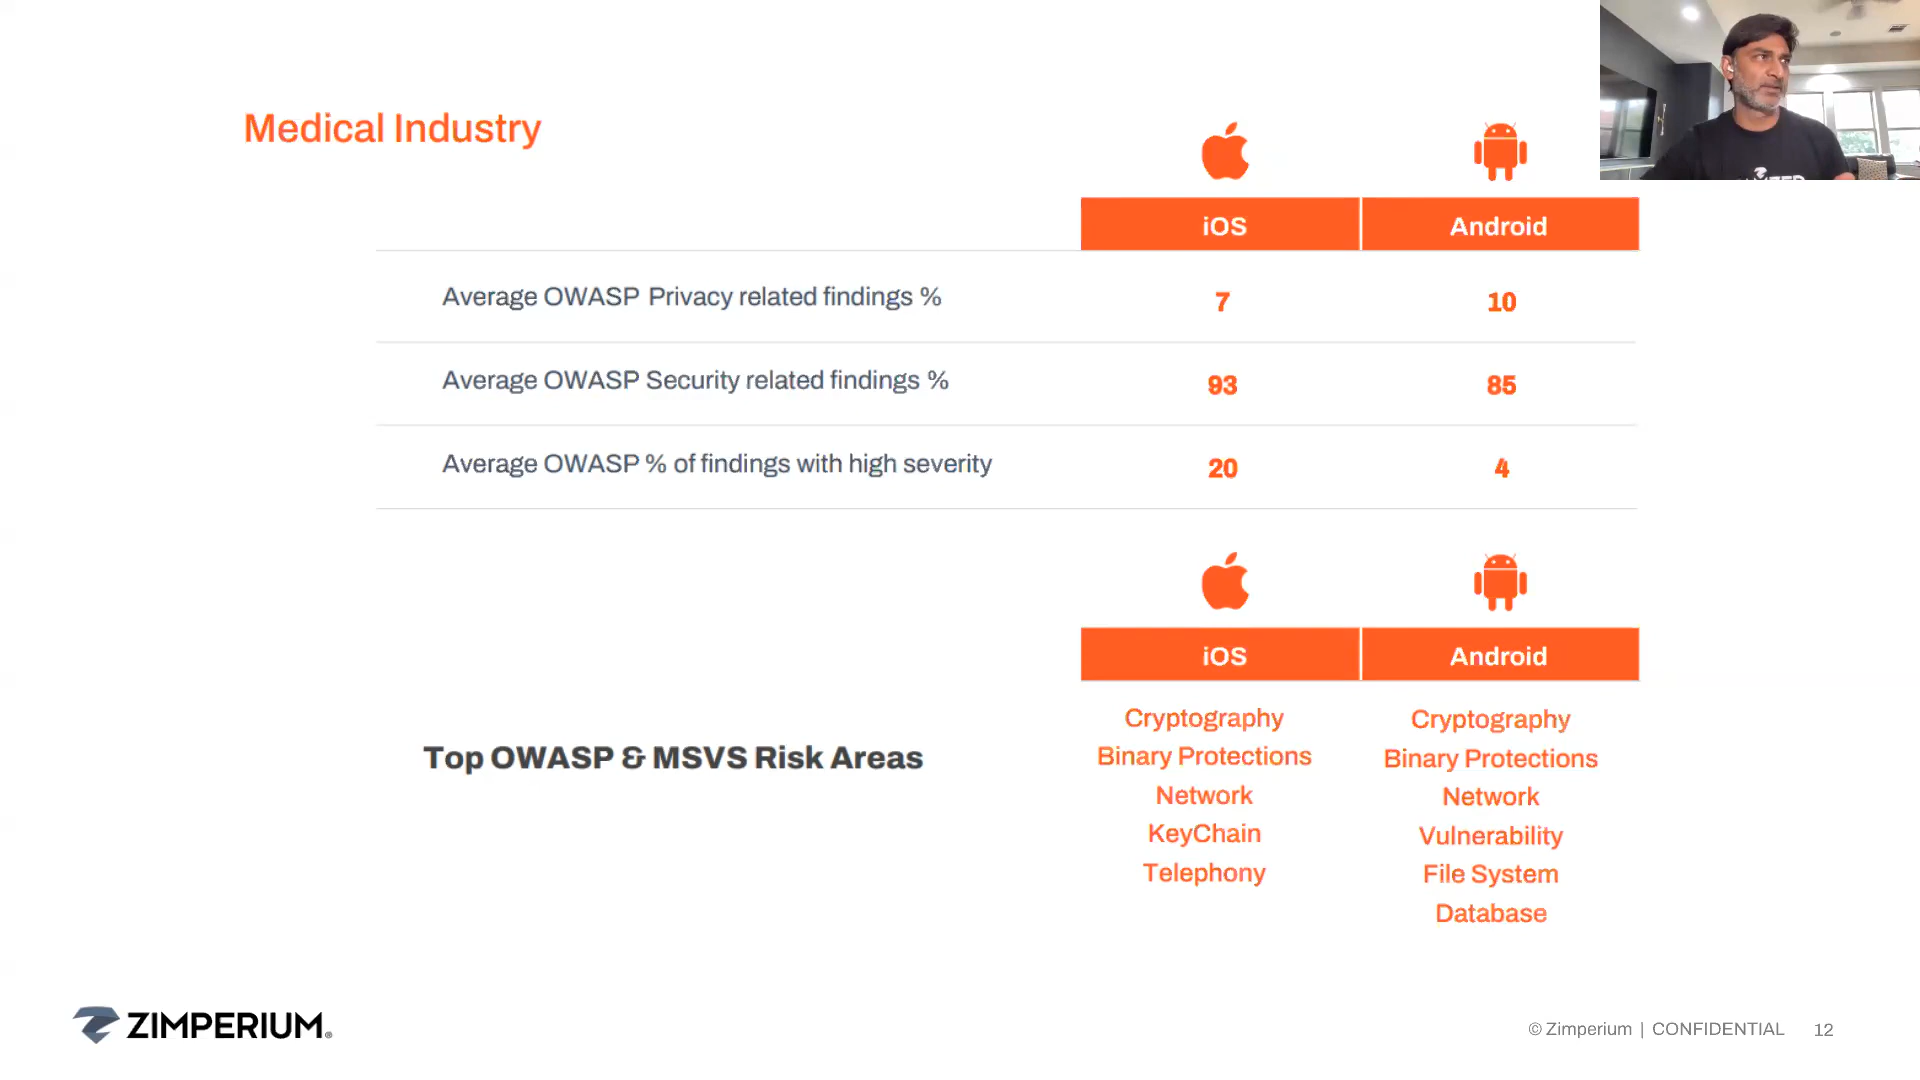 Medical Industry
iOS Android
Average OWASP Privacy related findings % 7 10
Average OWASP Security related findings % 93 85
Average OWASP % of findings with high severity 20 4
iOS Android
Top OWASP & MSVS Risk Areas
Cryptography
Binary Protections
Network
KeyChain
Telephony
Cryptography
Binary Protections
Network
Vulnerability
File System
Database
ZIMPERIUM®
© Zimperium | CONFIDENTIAL 12